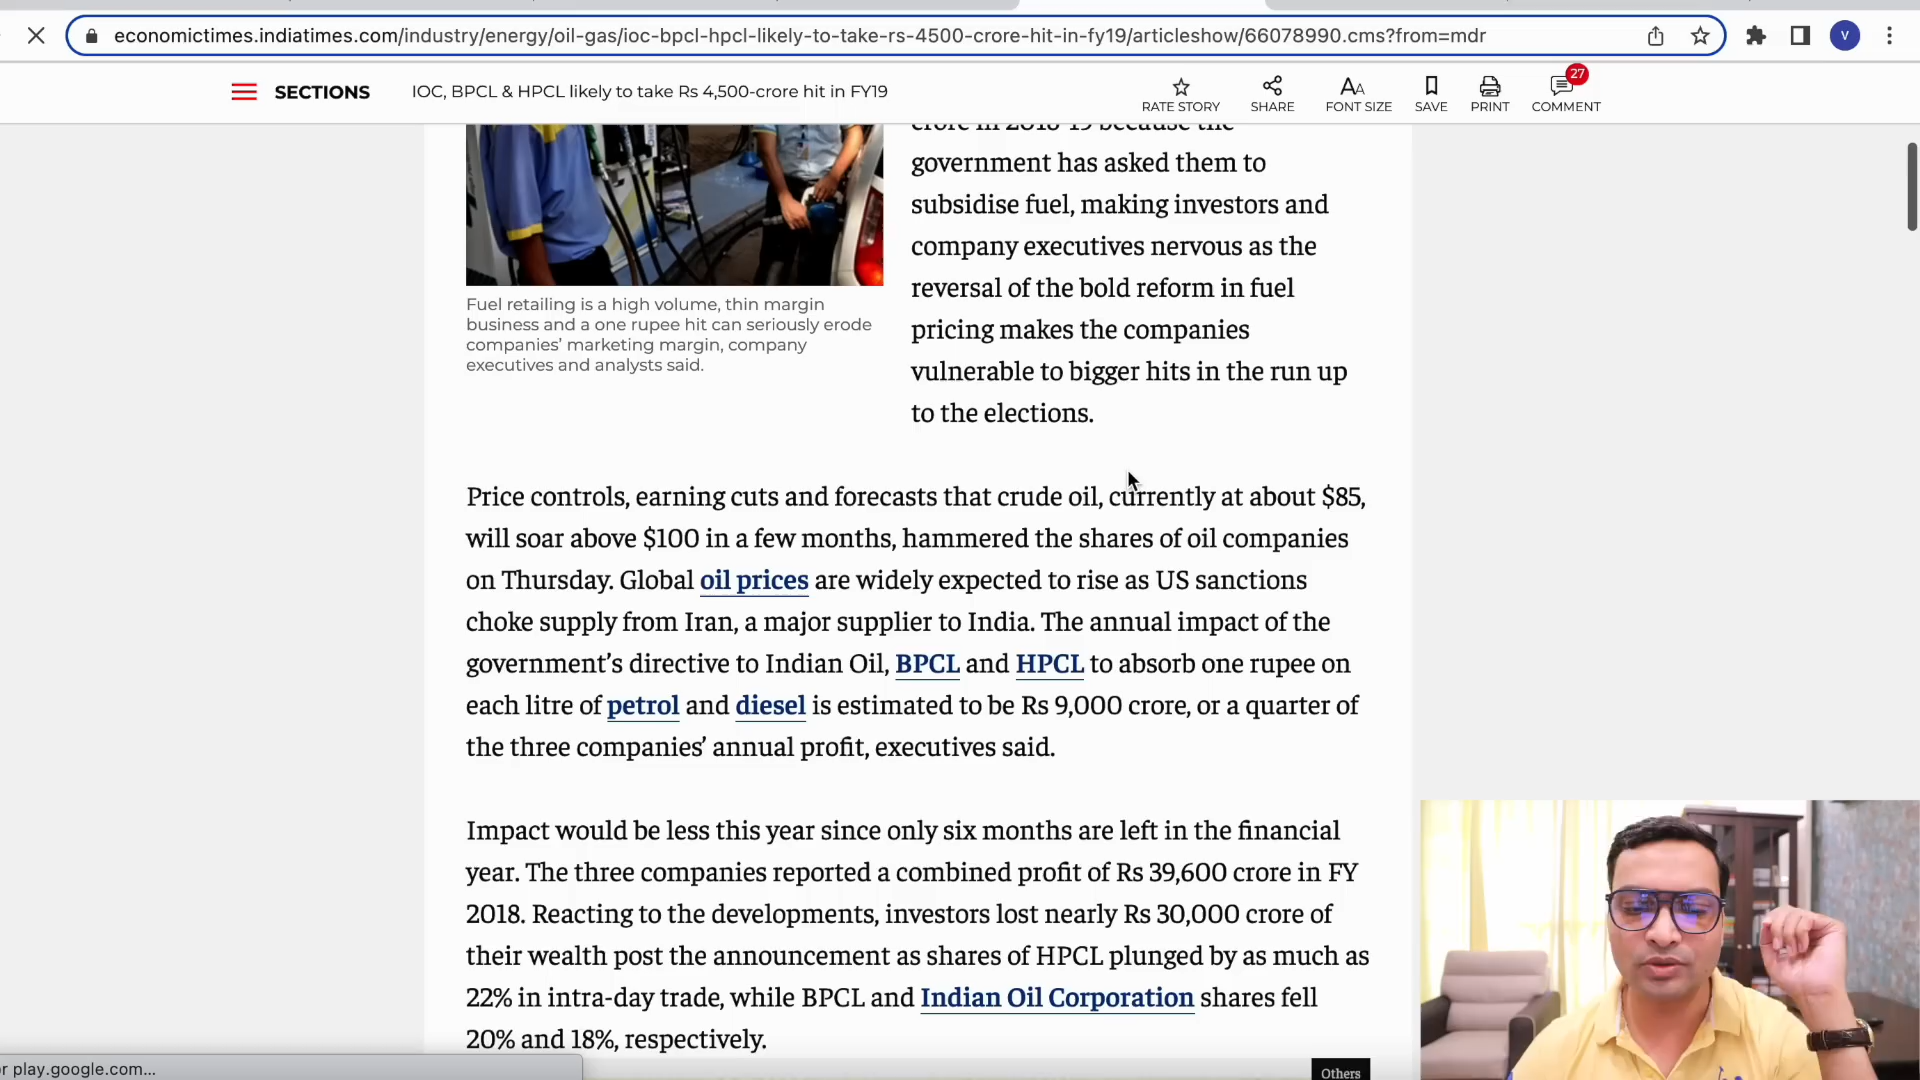 economictimes.indiatimes.com/industry/energy/oil-gas/ioc-bpcl-hpcl-likely-to-take-rs-4500-crore-hit-in-fy19/articleshow/66078990.cms?from=mdr
V
SECTIONS
IOC, BPCL & HPCL likely to take Rs 4,500-crore hit in FY19
RATE STORY
SHARE
FONT SIZE
SAVE
PRINT
27
COMMENT
crore in 2018-19 because the
government has asked them to
subsidise fuel, making investors and
company executives nervous as the
reversal of the bold reform in fuel
pricing makes the companies
vulnerable to bigger hits in the run up
to the elections.
Fuel retailing is a high volume, thin margin
business and a one rupee hit can seriously erode
companies’ marketing margin, company
executives and analysts said.
Price controls, earning cuts and forecasts that crude oil, currently at about $85,
will soar above $100 in a few months, hammered the shares of oil companies
on Thursday. Global oil prices are widely expected to rise as US sanctions
choke supply from Iran, a major supplier to India. The annual impact of the
government’s directive to Indian Oil, BPCL and HPCL to absorb one rupee on
each litre of petrol and diesel is estimated to be Rs 9,000 crore, or a quarter of
the three companies’ annual profit, executives said.
Impact would be less this year since only six months are left in the financial
year. The three companies reported a combined profit of Rs 39,600 crore in FY
2018. Reacting to the developments, investors lost nearly Rs 30,000 crore of
their wealth post the announcement as shares of HPCL plunged by as much as
22% in intra-day trade, while BPCL and Indian Oil Corporation shares fell
20% and 18%, respectively.
r play.google.com...
Others